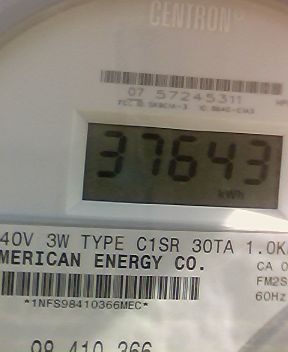 CENTRON
07 57245311
37643
kWh
40V 3W TYPE C1SR 30TA 1.0K
MERICAN ENERGY CO.
CA 0
FM2S
60Hz
*1NFS98410366MEC*
98 410 366